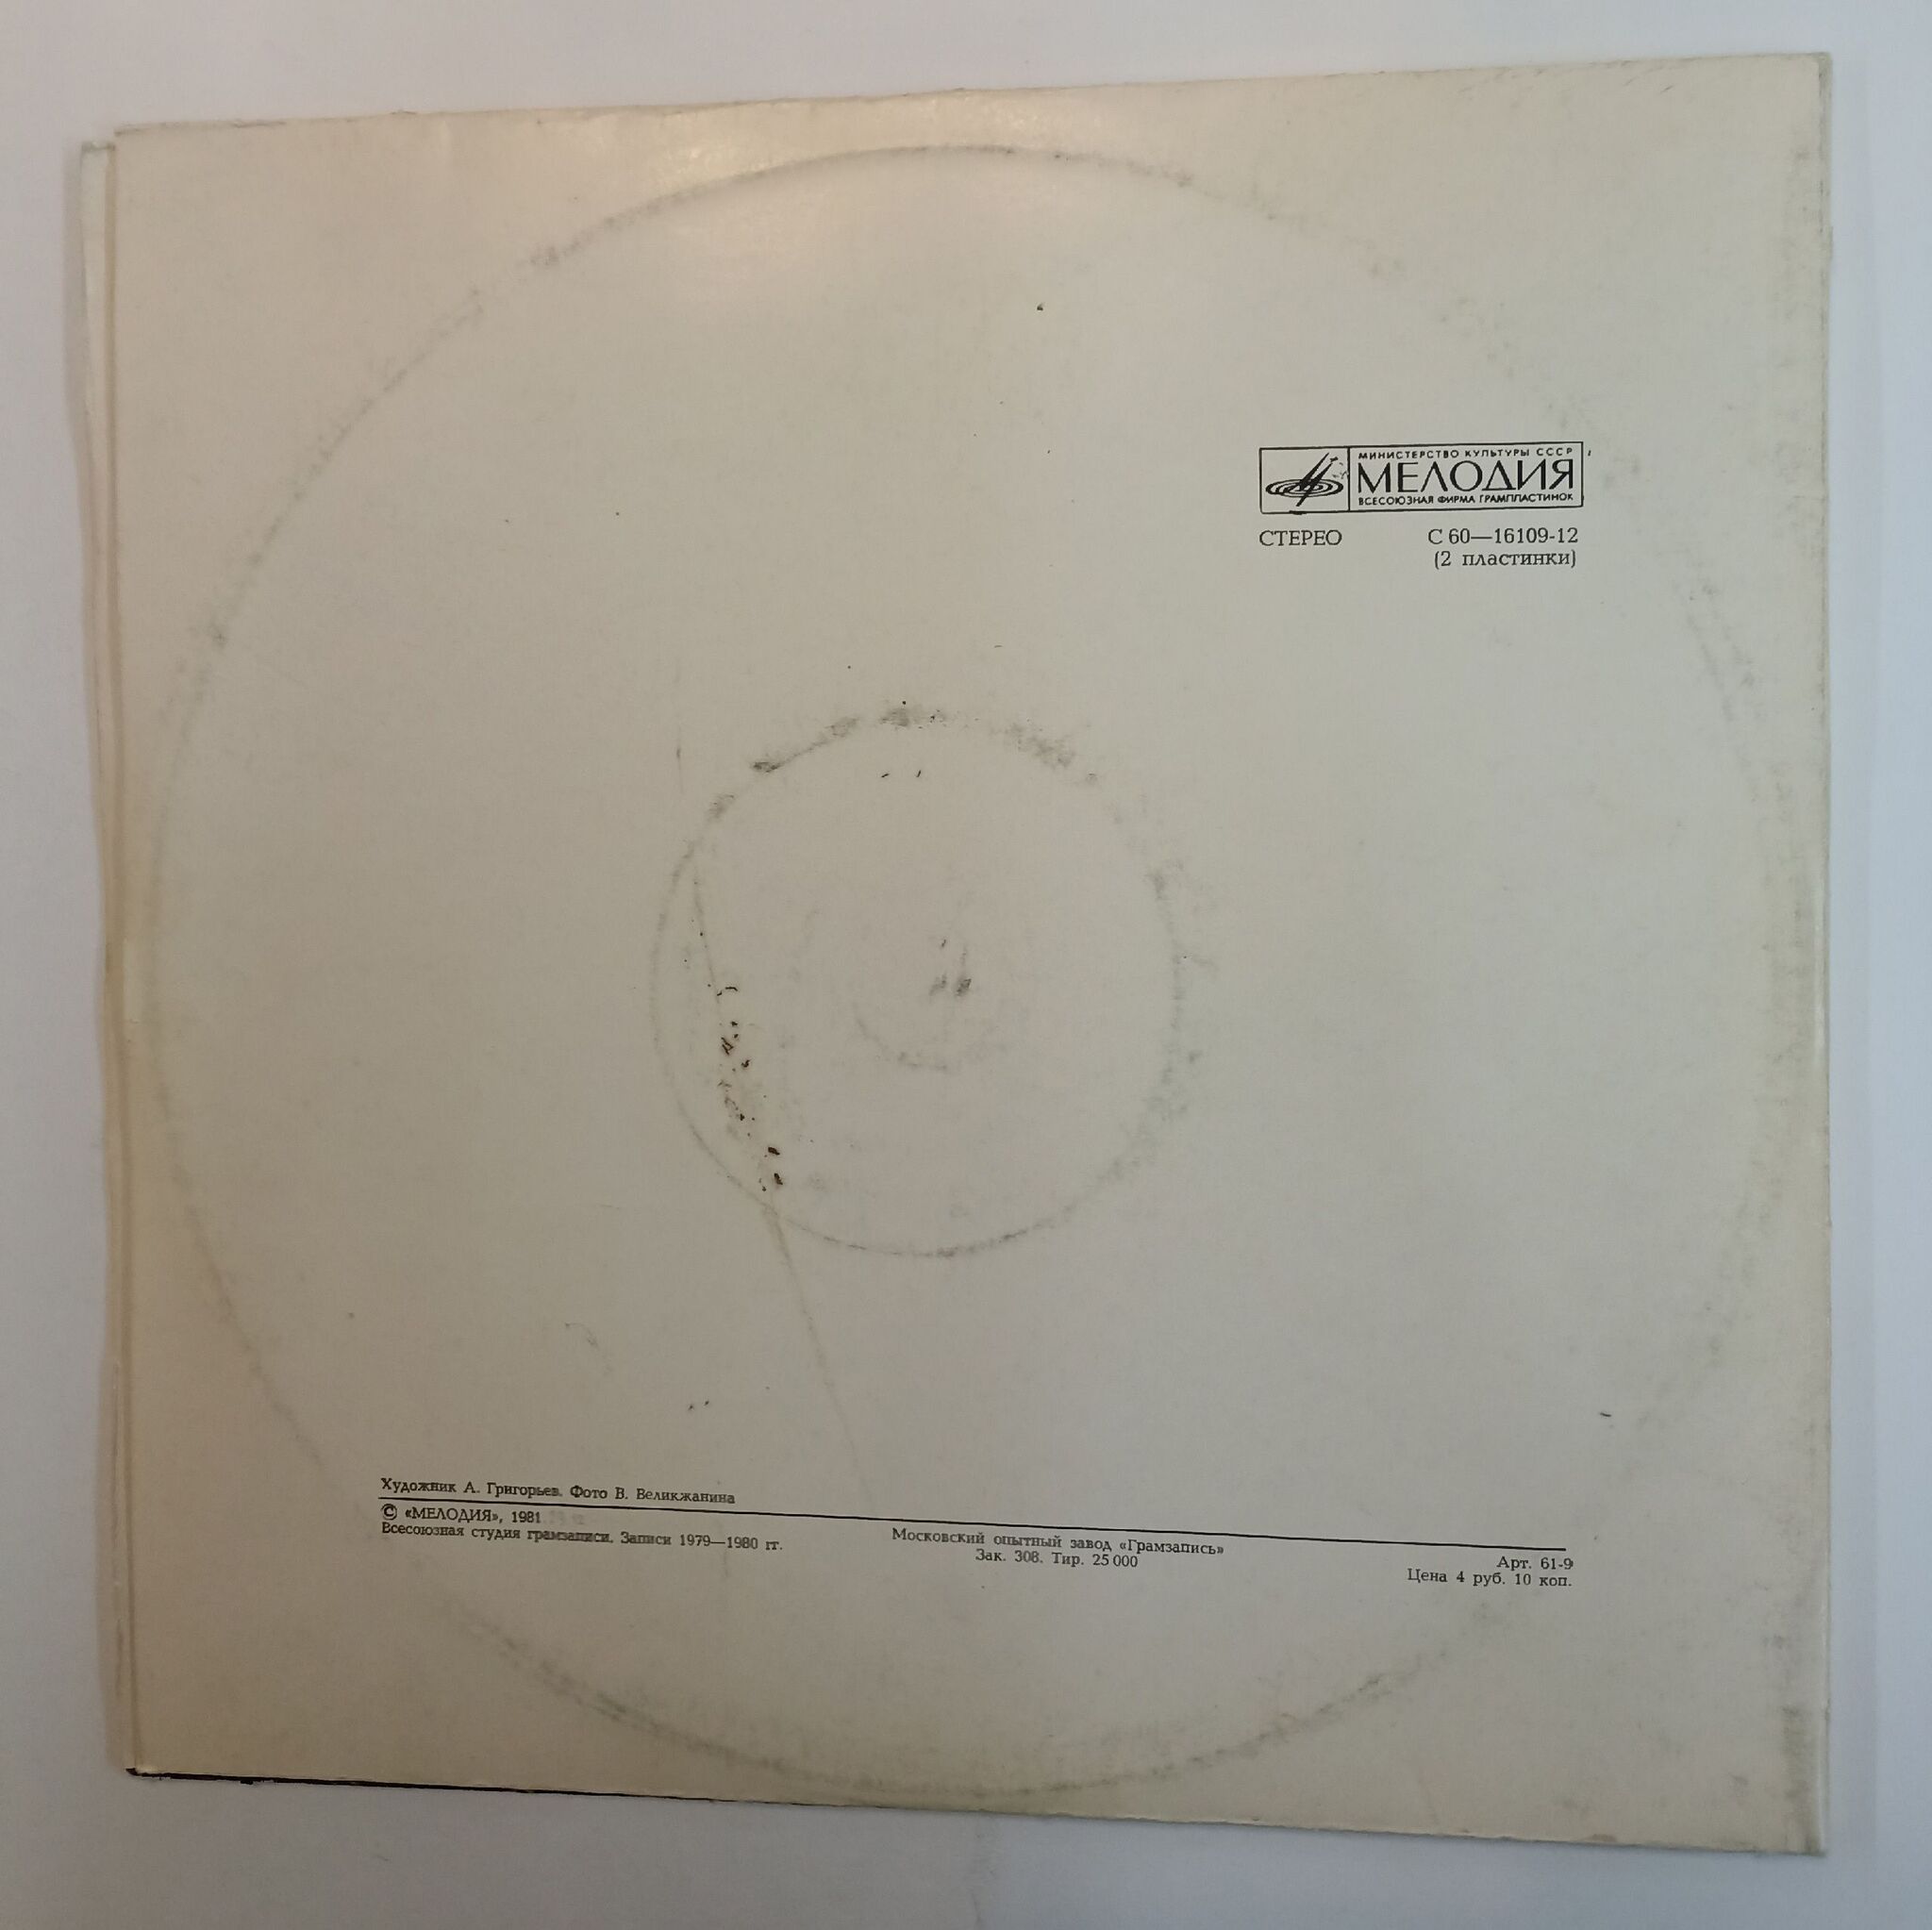 МИНИСТЕРСТВО КУЛЬТУРЫ СССР
МЕЛОДИЯ
ВСЕСОЮЗНАЯ ФИРМА ГРАМПЛАСТИНОК
СТЕРЕО С 60—16109-12
(2 пластинки)
Художник А. Григорьев. Фото В. Великжанина
© «МЕЛОДИЯ», 1981
Всесоюзная студия грамзаписи. Записи 1979—1980 гг.
Московский опытный завод «Грамзапись»
Зак. 308. Тир. 25 000
Арт. 61-9
Цена 4 руб. 10 коп.